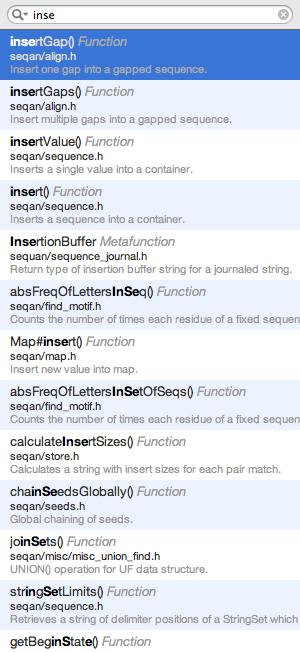 inse
insertGap() Function
seqan/align.h
Insert one gap into a gapped sequence.
insertGaps() Function
seqan/align.h
Insert multiple gaps into a gapped sequence.
insertValue() Function
seqan/sequence.h
Inserts a single value into a container.
insert() Function
seqan/sequence.h
Inserts a sequence into a container.
InsertionBuffer Metafunction
sequan/sequence_journal.h
Return type of insertion buffer string for a journaled string.
absFreqOfLettersInSeq() Function
seqan/find_motif.h
Counts the number of times each residue of a fixed sequen
Map#insert() Function
seqan/map.h
Insert new value into map.
absFreqOfLettersInSetOfSeqs() Function
seqan/find_motif.h
Counts the number of times each residue of a fixed sequen
calculateInsertSizes() Function
seqan/store.h
Calculates a string with insert sizes for each pair match.
chainSeedsGlobally() Function
seqan/seeds.h
Global chaining of seeds.
joinSets() Function
seqan/misc/misc_union_find.h
UNION() operation for UF data structure.
stringSetLimits() Function
seqan/sequence.h
Retrieves a string of delimiter positions of a StringSet which
getBeginState() Function